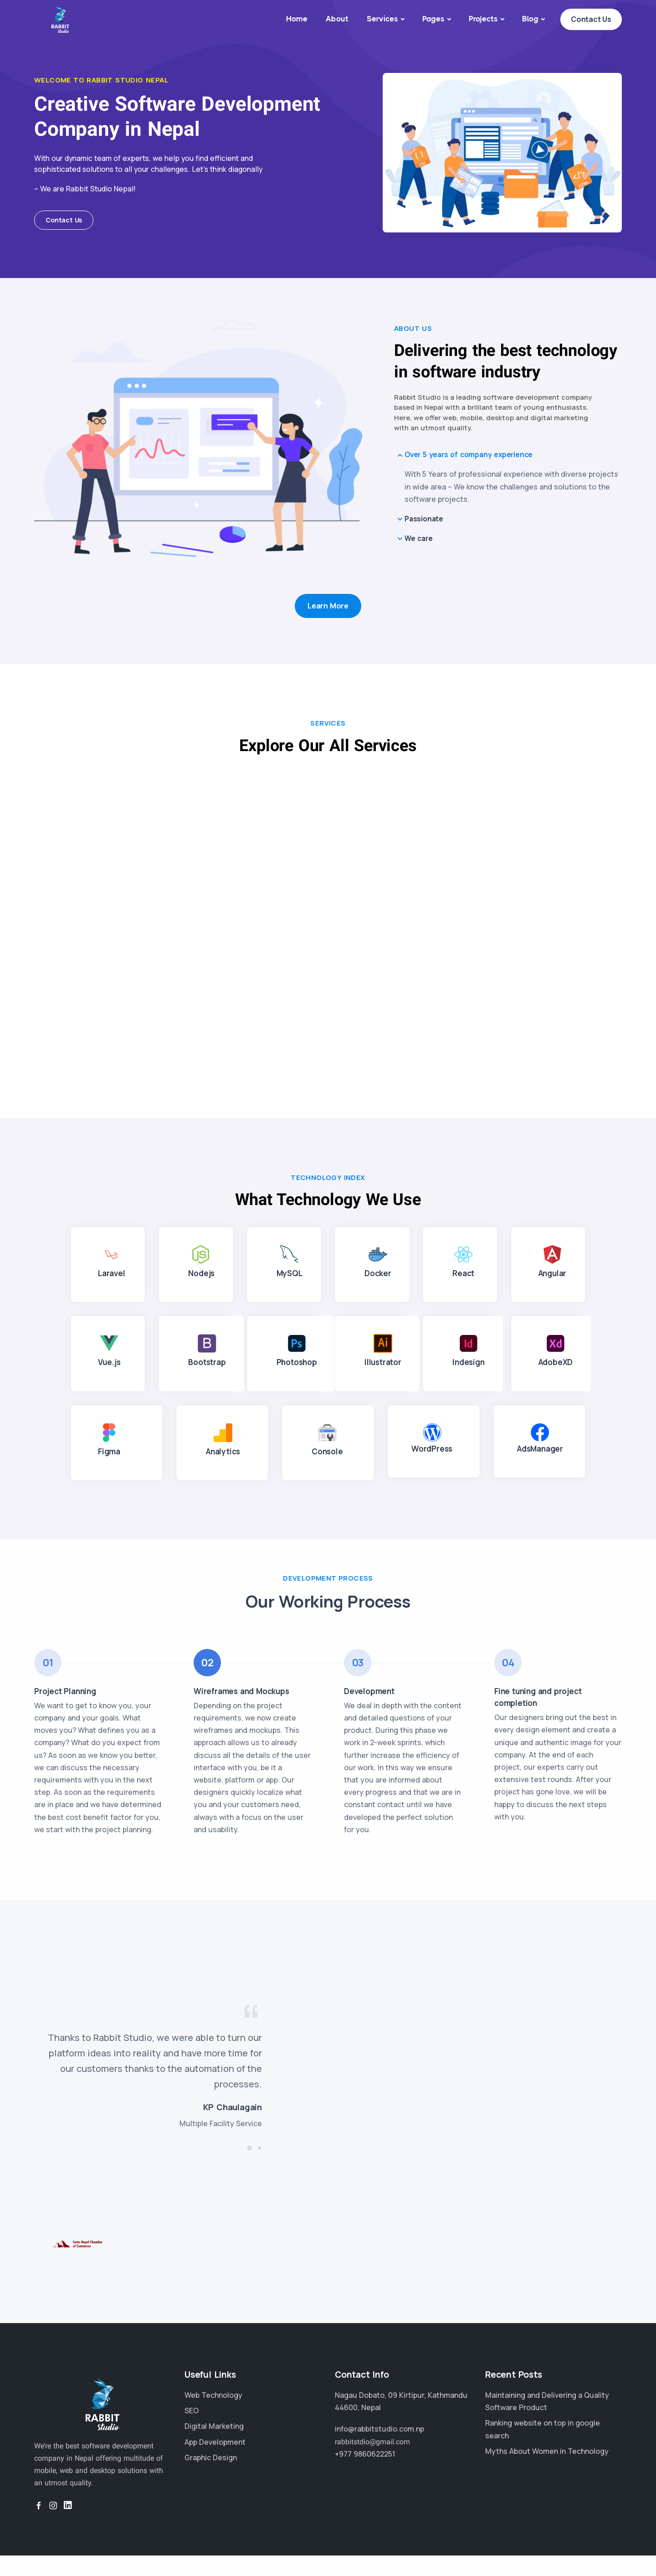 RABBIT
Studio
Home
About
Services
Pages
Projects
Blog
Contact Us
WELCOME TO RABBIT STUDIO NEPAL
Creative Software Development
Company in Nepal
With our dynamic team of experts, we help you find efficient and
sophisticated solutions to all your challenges. Let's think diagonally
– We are Rabbit Studio Nepal!
Contact Us
ABOUT US
Delivering the best technology
in software industry
Rabbit Studio is a leading software development company
based in Nepal with a brilliant team of young enthusiasts.
Here, we offer web, mobile, desktop and digital marketing
with an utmost quality.
Over 5 years of company experience
With 5 Years of professional experience with diverse projects
in wide area – We know the challenges and solutions to the
software projects.
Passionate
We care
Learn More
SERVICES
Explore Our All Services
TECHNOLOGY INDEX
What Technology We Use
Laravel
Nodejs
MySQL
Docker
React
Angular
Vue.js
Bootstrap
Photoshop
Illustrator
Indesign
AdobeXD
Figma
Analytics
Console
WordPress
AdsManager
DEVELOPMENT PROCESS
Our Working Process
01
Project Planning
We want to get to know you, your
company and your goals. What
moves you? What defines you as a
company? What do you expect from
us? As soon as we know you better,
we can discuss the necessary
requirements with you in the next
step. As soon as the requirements
are in place and we have determined
the best cost benefit factor for you,
we start with the project planning.
02
Wireframes and Mockups
Depending on the project
requirements, we now create
wireframes and mockups. This
approach allows us to already
discuss all the details of the user
interface with you, be it a
website, platform or app. Our
designers quickly localize what
you and your customers need,
always with a focus on the user
and usability.
03
Development
We deal in depth with the content
and detailed questions of your
product. During this phase we
work in 2-week sprints, which
further increase the efficiency of
our work. In this way we ensure
that you are informed about
every progress and that we are in
constant contact until we have
developed the perfect solution
for you.
04
Fine tuning and project
completion
Our designers bring out the best in
every design element and create a
unique and authentic image for your
company. At the end of each
project, our experts carry out
extensive test rounds. After your
project has gone love, we will be
happy to discuss the next steps
with you.
Thanks to Rabbit Studio, we were able to turn our
platform ideas into reality and have more time for
our customers thanks to the automation of the
processes.
KP Chaulagain
Multiple Facility Service
Swiss Nepal Chamber
of Commerce
RABBIT
Studio
We're the best software development
company in Nepal offering multitude of
mobile, web and desktop solutions with
an utmost quality.
Useful Links
Web Technology
SEO
Digital Marketing
App Development
Graphic Design
Contact Info
Nagau Dobato, 09 Kirtipur, Kathmandu
44600, Nepal
info@rabbitstudio.com.np
rabbitstdio@gmail.com
+977 9860622251
Recent Posts
Maintaining and Delivering a Quality
Software Product
Ranking website on top in google
search
Myths About Women in Technology